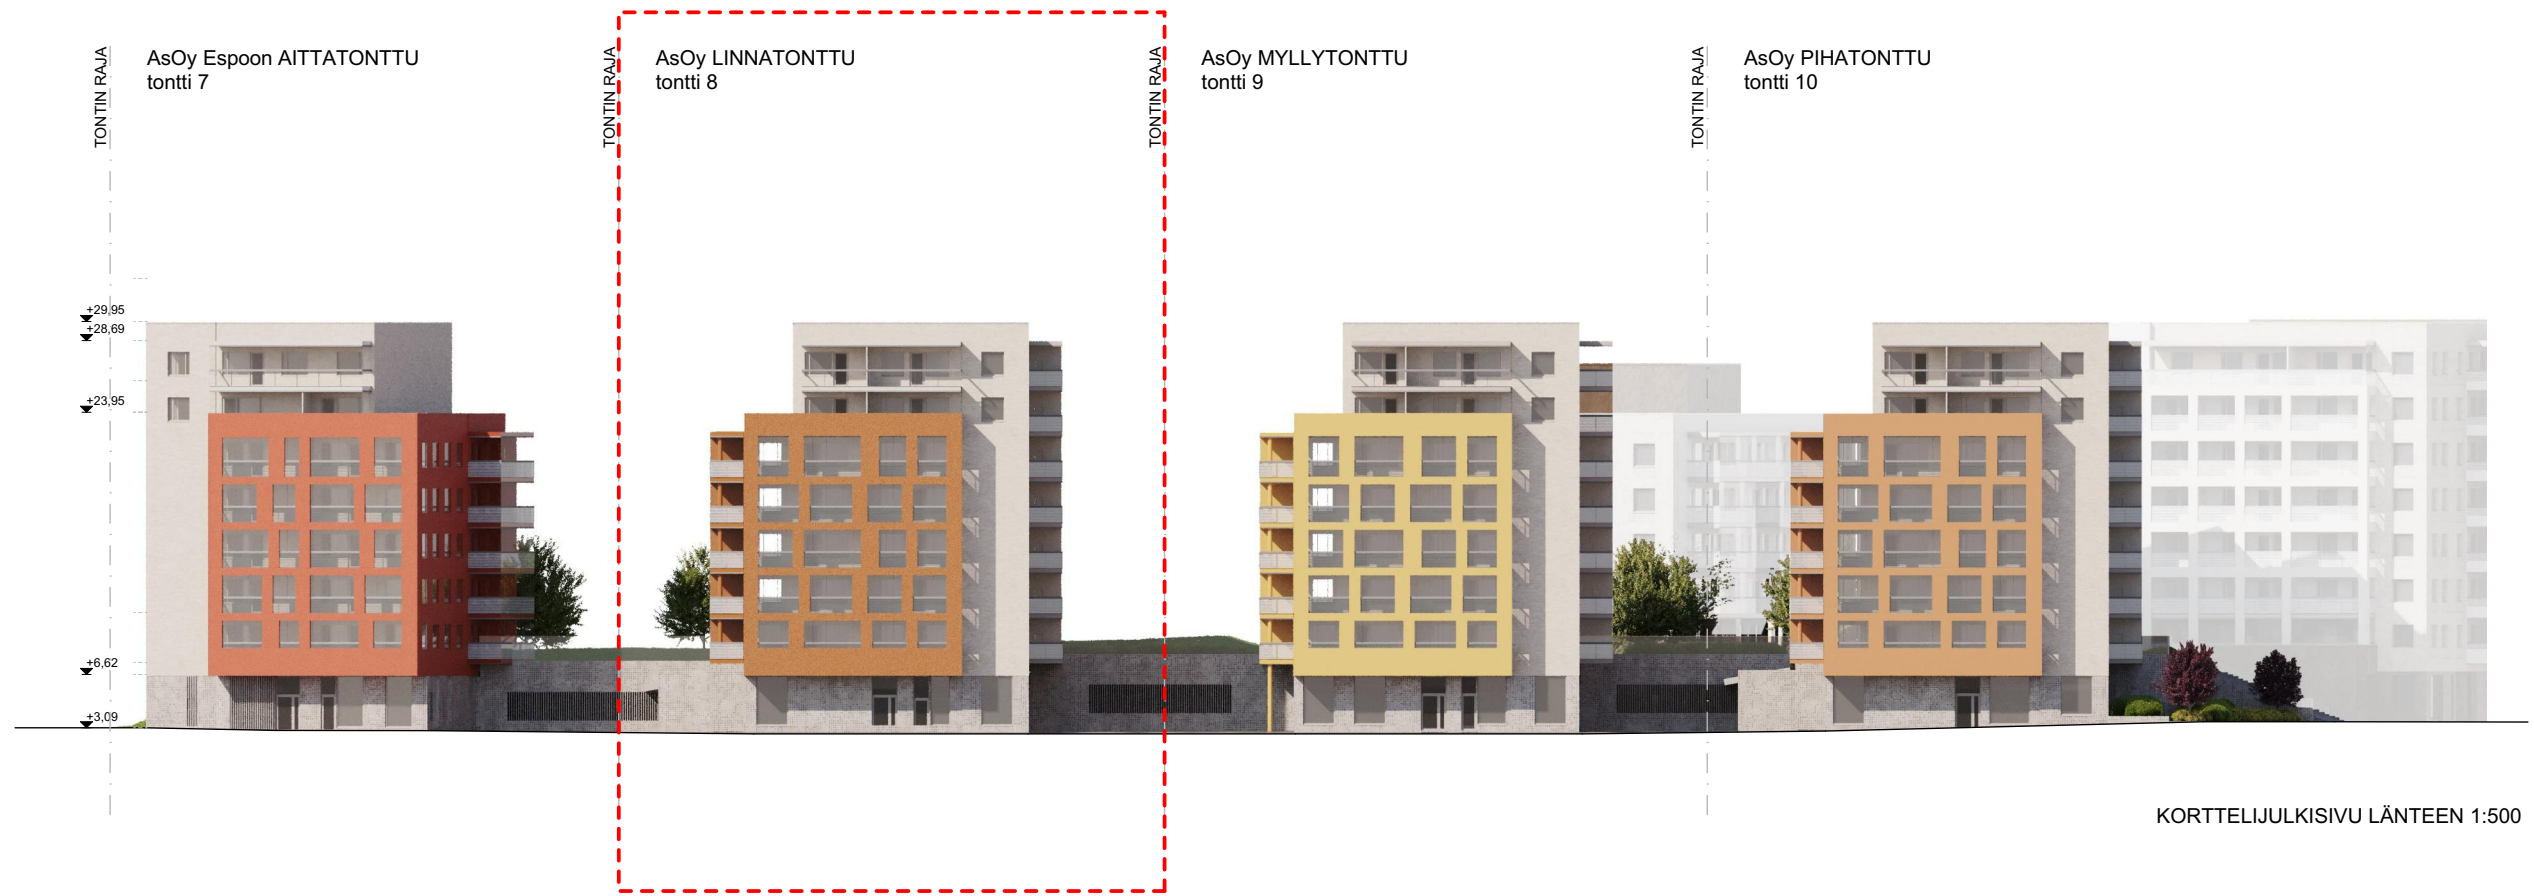 AsOy Espoon AITTATONTTU
tontti 7
AsOy LINNATONTTU
tontti 8
AsOy MYLLYTONTTU
tontti 9
AsOy PIHATONTTU
tontti 10
TONTIN RAJA
TONTIN RAJA
TONTIN RAJA
TONTIN RAJA
+29,95
+28,69
+23,95
+6,62
+3,09
KORTTELIJULKISIVU LÄNTEEN 1:500